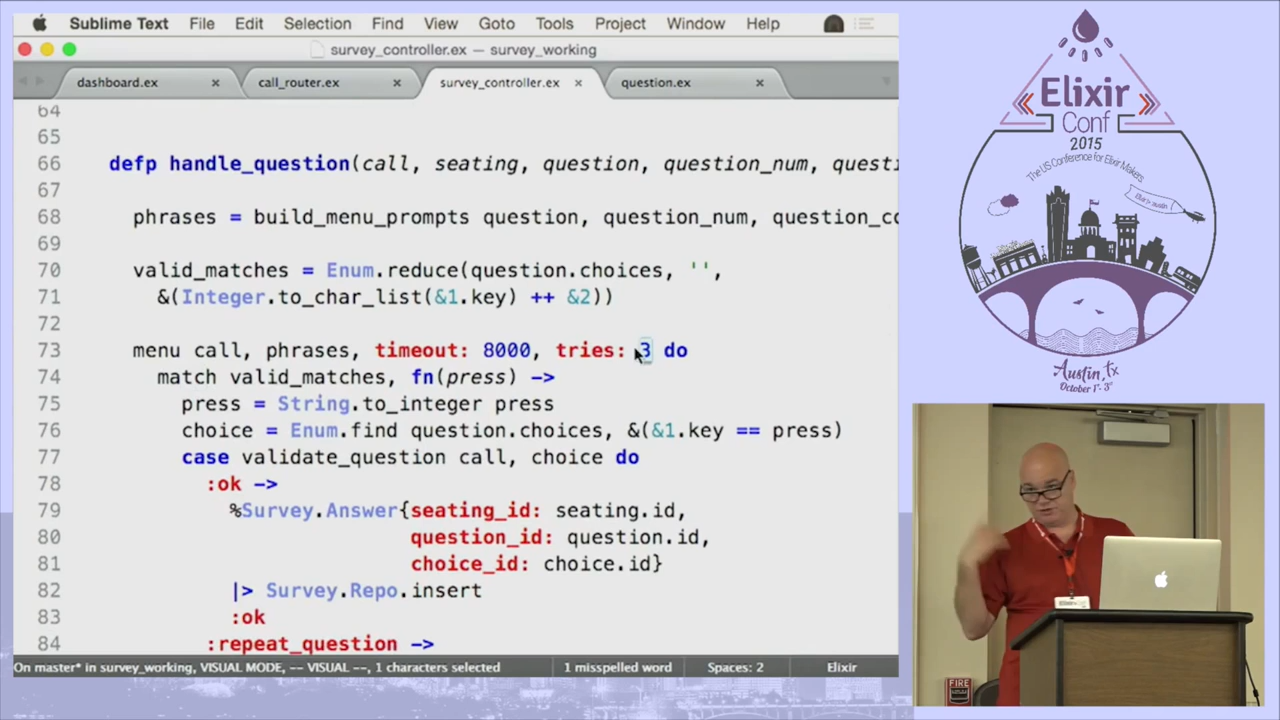 Sublime Text File Edit Selection Find View Goto Tools Project Window Help
survey_controller.ex — survey_working
dashboard.ex × call_router.ex × survey_controller.ex × question.ex ×
64
65
66 defp handle_question(call, seating, question, question_num, questi
67
68 phrases = build_menu_prompts question, question_num, question_co
69
70 valid_matches = Enum.reduce(question.choices, '',
71 &(Integer.to_char_list(&1.key) ++ &2))
72
73 menu call, phrases, timeout: 8000, tries: 3 do
74 match valid_matches, fn(press) ->
75 press = String.to_integer press
76 choice = Enum.find question.choices, &(&1.key == press)
77 case validate_question call, choice do
78 :ok ->
79 %Survey.Answer{seating_id: seating.id,
80 question_id: question.id,
81 choice_id: choice.id}
82 |> Survey.Repo.insert
83 :ok
84 :repeat_question ->
On master* in survey_working, VISUAL MODE, -- VISUAL --, 1 characters selected 1 misspelled word Spaces: 2 Elixir
Elixir
Conf
2015
The US Conference for Elixir Makers
Austin, TX
October 1st- 3rd
FIRE